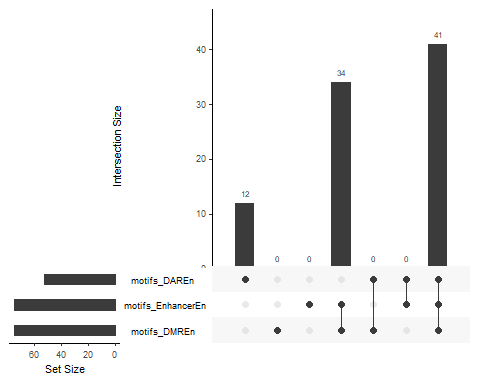 41
40
34
30
Intersection Size
20
12
10
0 0 0 0
0
motifs_DAREn
motifs_EnhancerEn
motifs_DMREn
60 40 20 0
Set Size